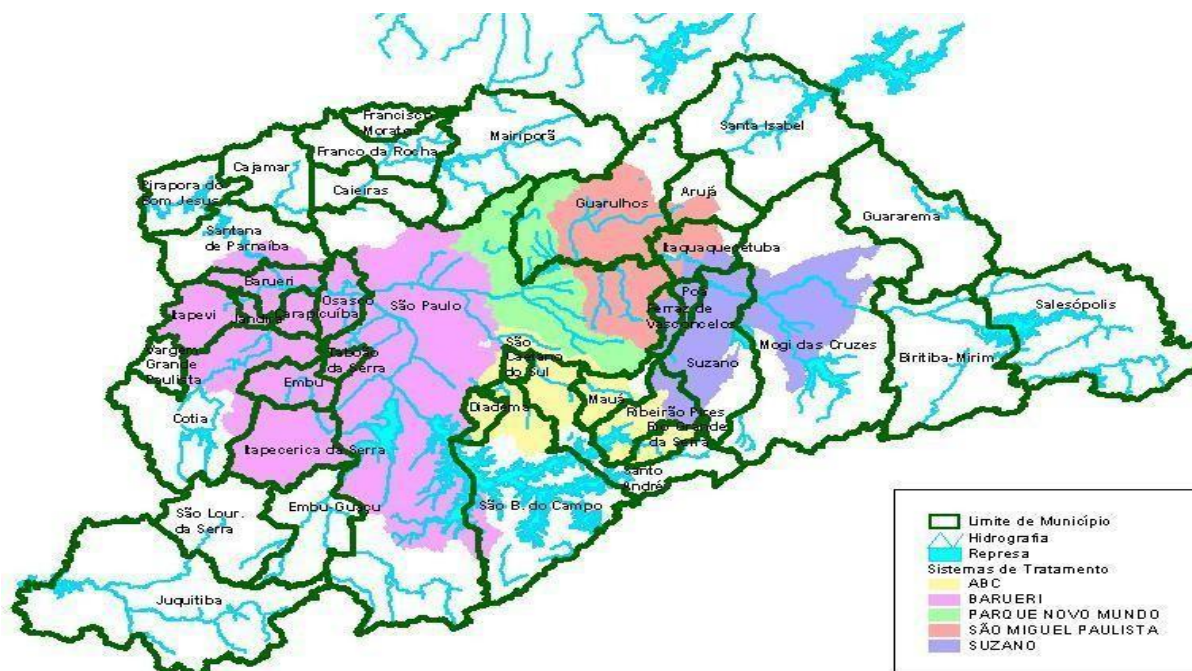 Francisco
Morato
Mairiporã
Santa Isabel
Franco da Rocha
Cajamar
Pirapora do
Bom Jesus
Caieiras
Arujá
Guarulhos
Guararema
Santana
de Parnaíba
Itaquaquecetuba
Barueri
Poá
Osasco
São Paulo
Salesópolis
Itapevi
Jandira
Carapicuíba
Ferraz de
Vasconcelos
Mogi das Cruzes
São
Caetano
do Sul
Vargem
Grande
Paulista
Taboão
da Serra
Biritiba-Mirim
Suzano
Embu
Mauá
Diadema
Cotia
Ribeirão Pires
Rio Grande
da Serra
Itapecerica da Serra
Santo
André
São B. do Campo
São Lour.
da Serra
Embu-Guaçu
Juquitiba
Limite de Município
Hidrografia
Represa
Sistemas de Tratamento
ABC
BARUERI
PARQUE NOVO MUNDO
SÃO MIGUEL PAULISTA
SUZANO